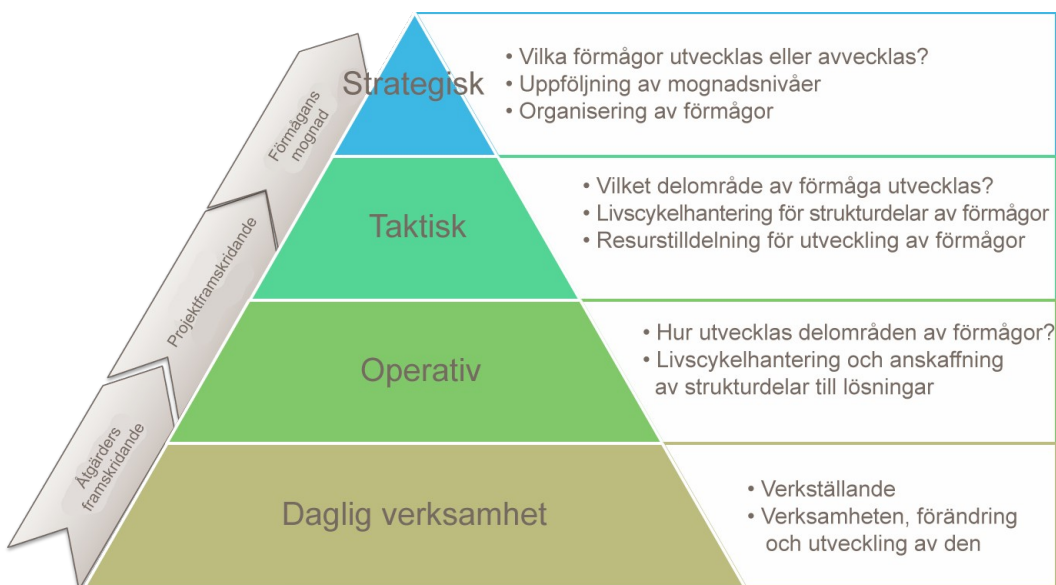 Förmågans
mognad
Projektframskridande
Åtgärders
framskridande
Strategisk
• Vilka förmågor utvecklas eller avvecklas?
• Uppföljning av mognadsnivåer
• Organisering av förmågor
Taktisk
• Vilket delområde av förmåga utvecklas?
• Livscykelhantering för strukturdelar av förmågor
• Resurstilldelning för utveckling av förmågor
Operativ
• Hur utvecklas delområden av förmågor?
• Livscykelhantering och anskaffning
av strukturdelar till lösningar
Daglig verksamhet
• Verkställande
• Verksamheten, förändring
och utveckling av den